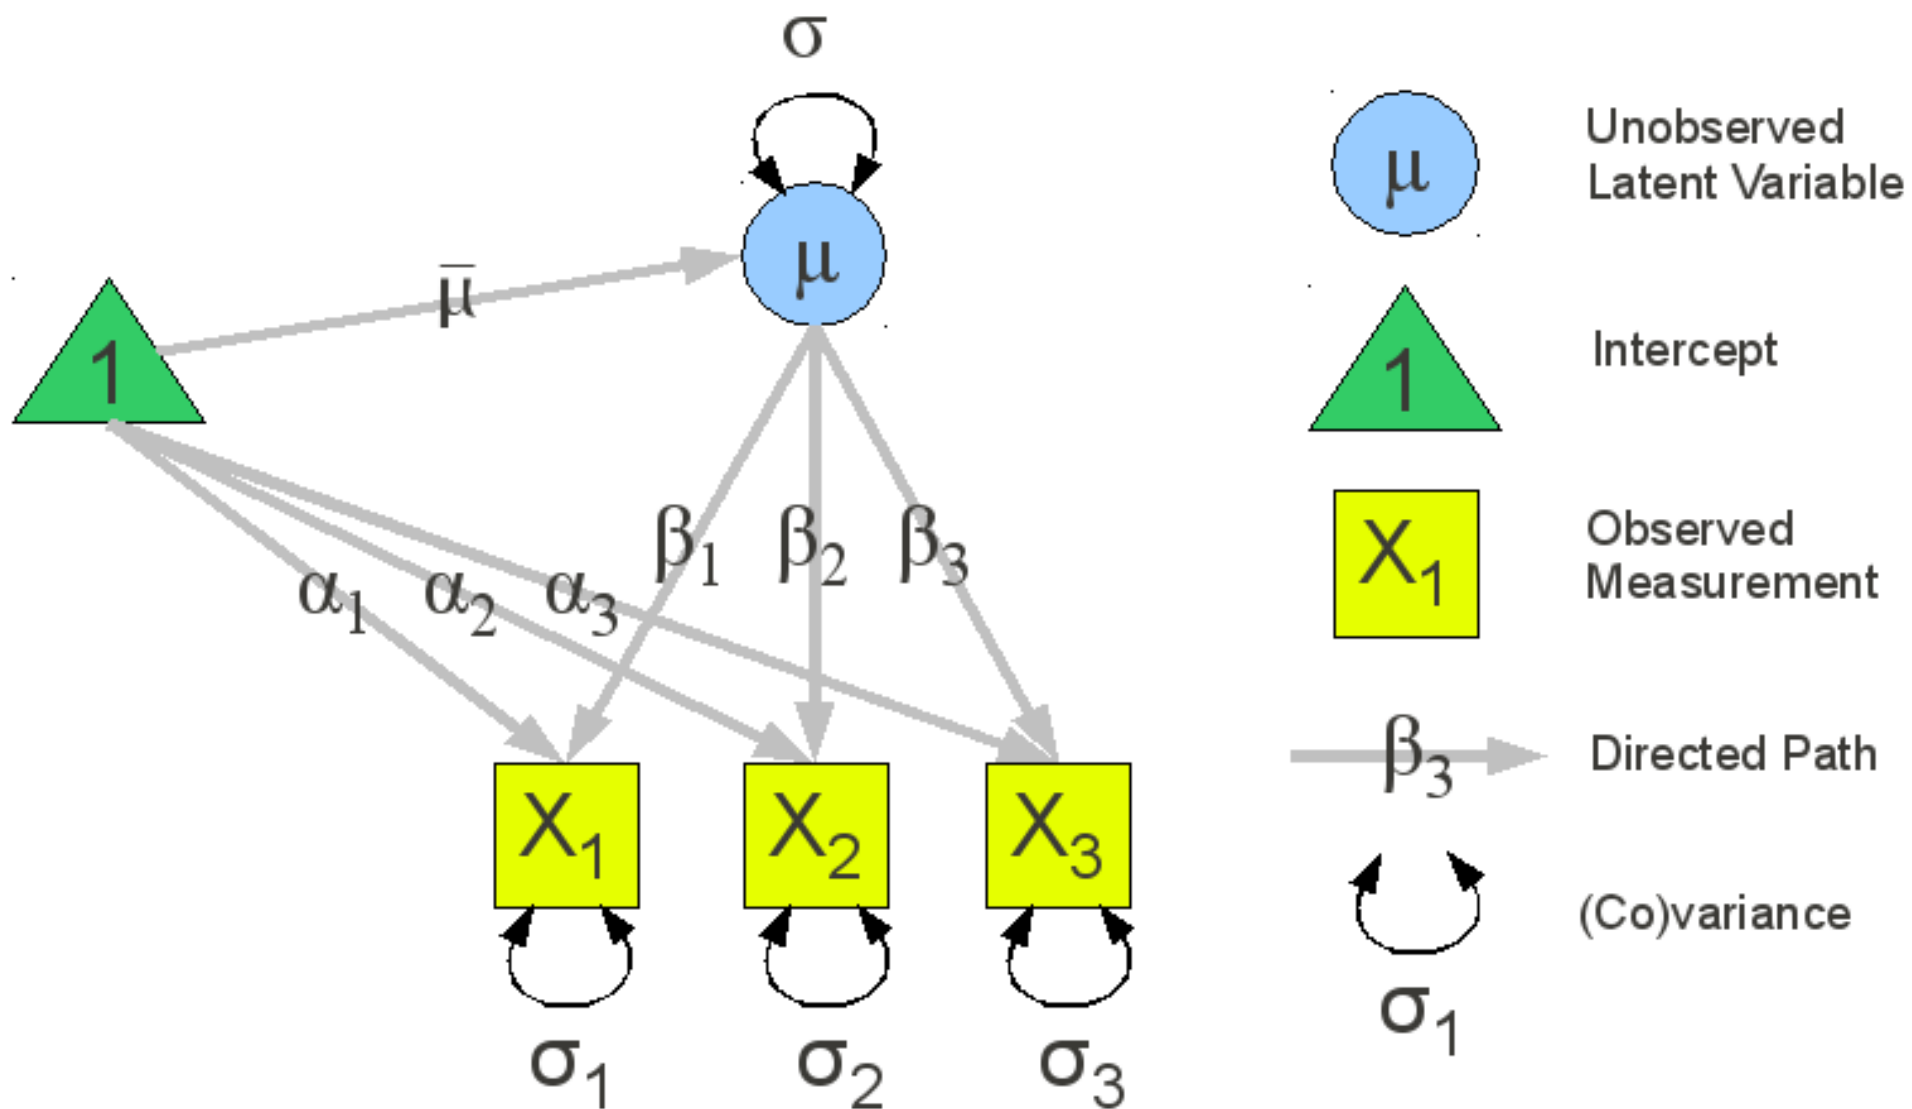 σ
μ
μ̄
1
β₁ β₂ β₃
α₁ α₂ α₃
X₁ X₂ X₃
σ₁ σ₂ σ₃
μ
Unobserved
Latent Variable
1
Intercept
X₁
Observed
Measurement
β₃
Directed Path
(Co)variance
σ₁